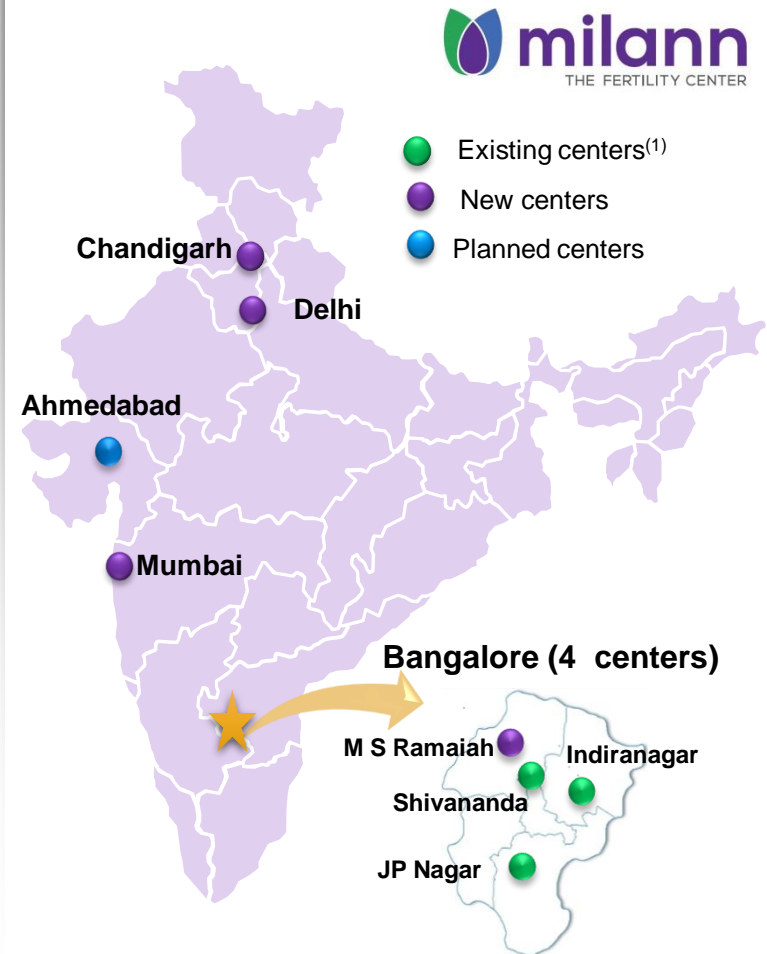 milann
THE FERTILITY CENTER
Existing centers(1)
New centers
Planned centers
Chandigarh
Delhi
Ahmedabad
Mumbai
Bangalore (4 centers)
M S Ramaiah
Indiranagar
Shivananda
JP Nagar